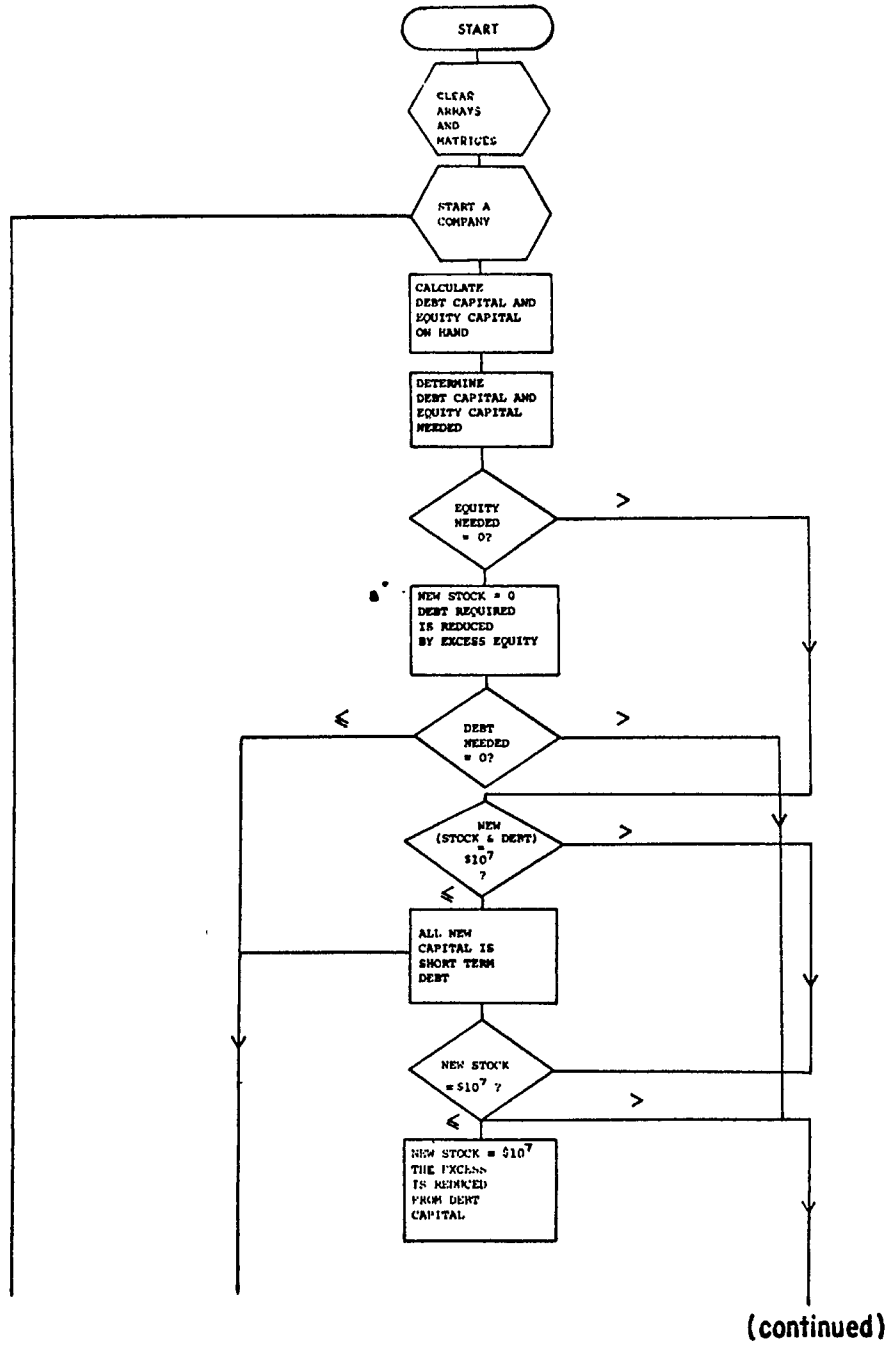 START
CLEAR
ARRAYS
AND
MATRICES
START A
COMPANY
CALCULATE
DEBT CAPITAL AND
EQUITY CAPITAL
ON HAND
DETERMINE
DEBT CAPITAL AND
EQUITY CAPITAL
NEEDED
>
EQUITY
NEEDED
= 0?
NEW STOCK = 0
DEBT REQUIRED
IS REDUCED
BY EXCESS EQUITY
⩽
>
DEBT
NEEDED
= 0?
NEW
(STOCK & DEBT)
=
$10⁷
?
>
⩽
ALL NEW
CAPITAL IS
SHORT TERM
DEBT
NEW STOCK
=$10⁷ ?
>
⩽
NEW STOCK = $10⁷
THE EXCESS
IS REDUCED
FROM DEBT
CAPITAL
(continued)